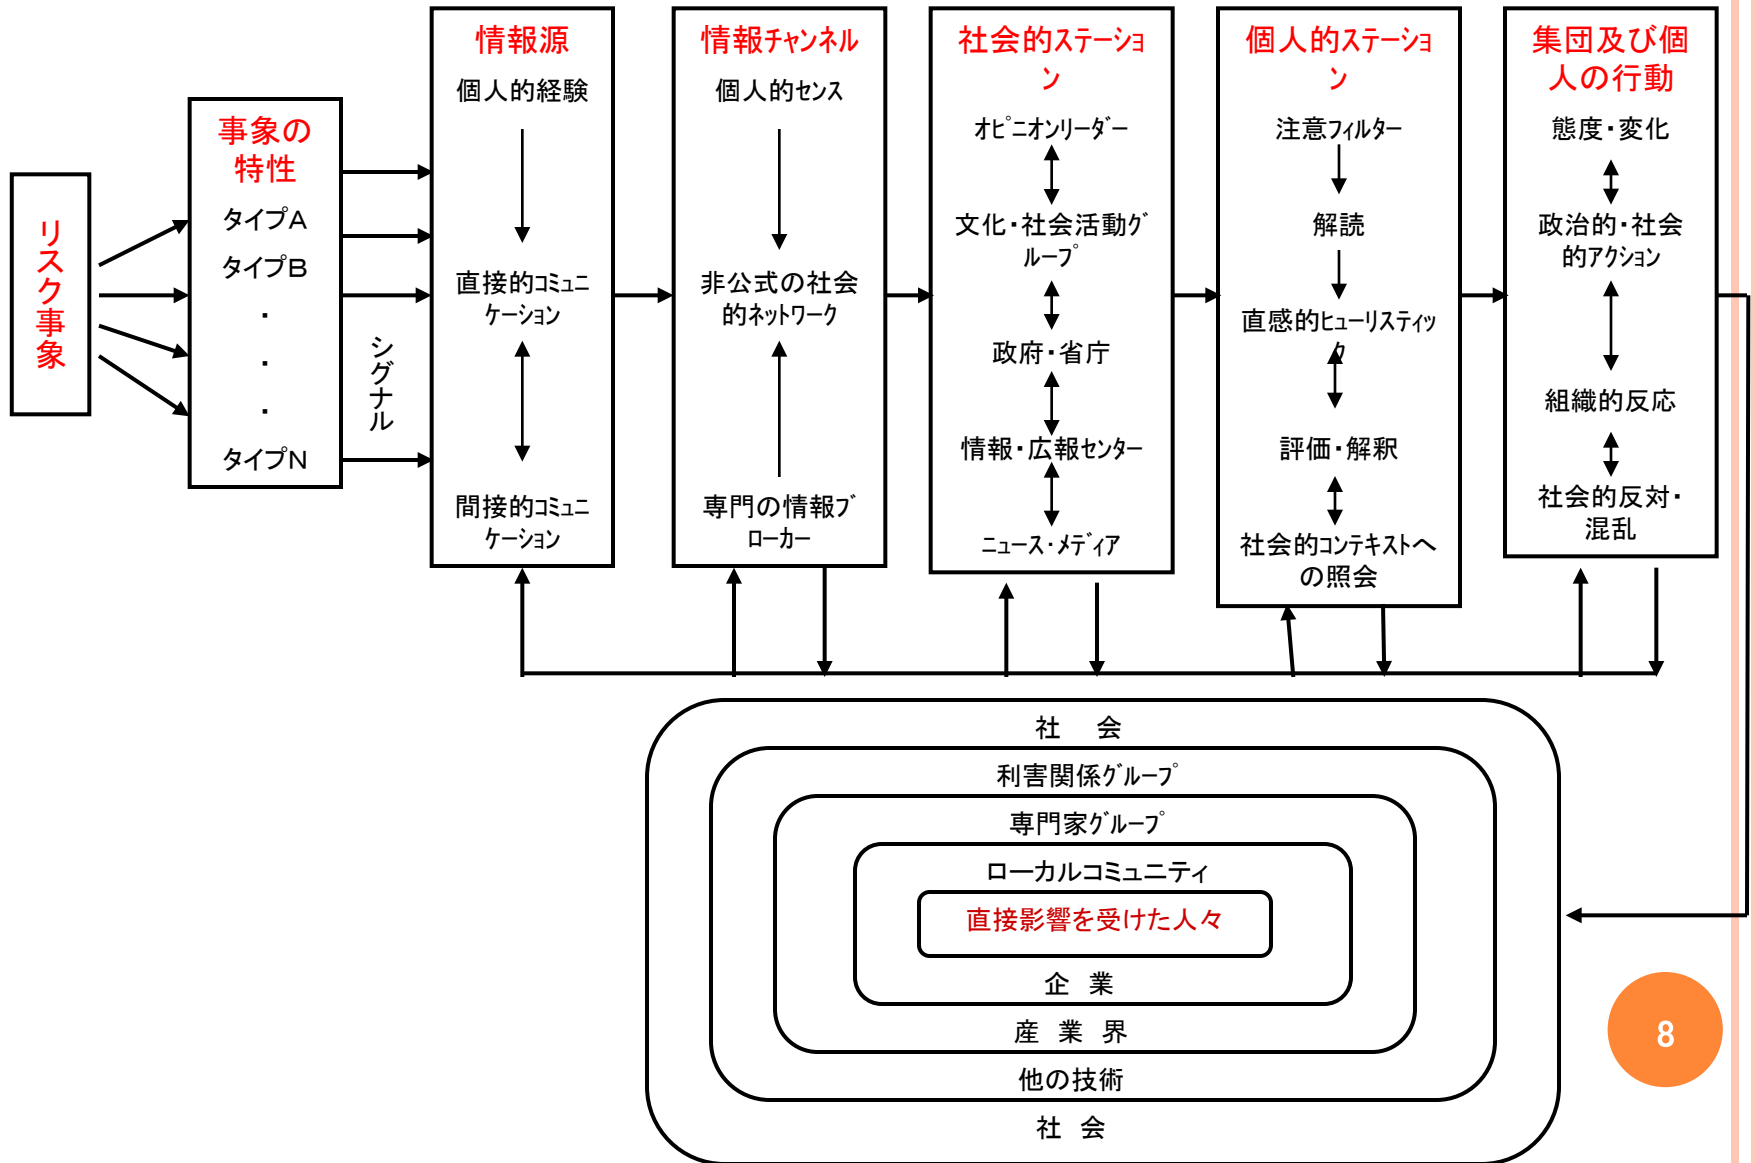 リスク事象
事象の
特性
タイプA
タイプB
・
・
・
タイプN
シグナル
情報源
個人的経験
直接的ｺﾐｭﾆ
ｹｰｼｮﾝ
間接的ｺﾐｭﾆ
ｹｰｼｮﾝ
情報ﾁｬﾝﾈﾙ
個人的ｾﾝｽ
非公式の社会
的ﾈｯﾄﾜｰｸ
専門の情報ﾌﾞ
ﾛｰｶｰ
社会的ｽﾃｰｼｮ
ﾝ
ｵﾋﾟﾆｵﾝﾘｰﾀﾞｰ
文化・社会活動ｸﾞ
ﾙｰﾌﾟ
政府・省庁
情報・広報ｾﾝﾀｰ
ﾆｭｰｽ・ﾒﾃﾞｨｱ
個人的ｽﾃｰｼｮ
ﾝ
注意ﾌｨﾙﾀｰ
解読
直感的ﾋｭｰﾘｽﾃｨｯ
ｸ
評価・解釈
社会的ｺﾝﾃｷｽﾄへ
の照会
集団及び個
人の行動
態度・変化
政治的・社会
的ｱｸｼｮﾝ
組織的反応
社会的反対・
混乱
社　会
利害関係ｸﾞﾙｰﾌﾟ
専門家ｸﾞﾙｰﾌﾟ
ローカルコミュニティ
直接影響を受けた人々
企 業
産 業 界
他の技術
社 会
8